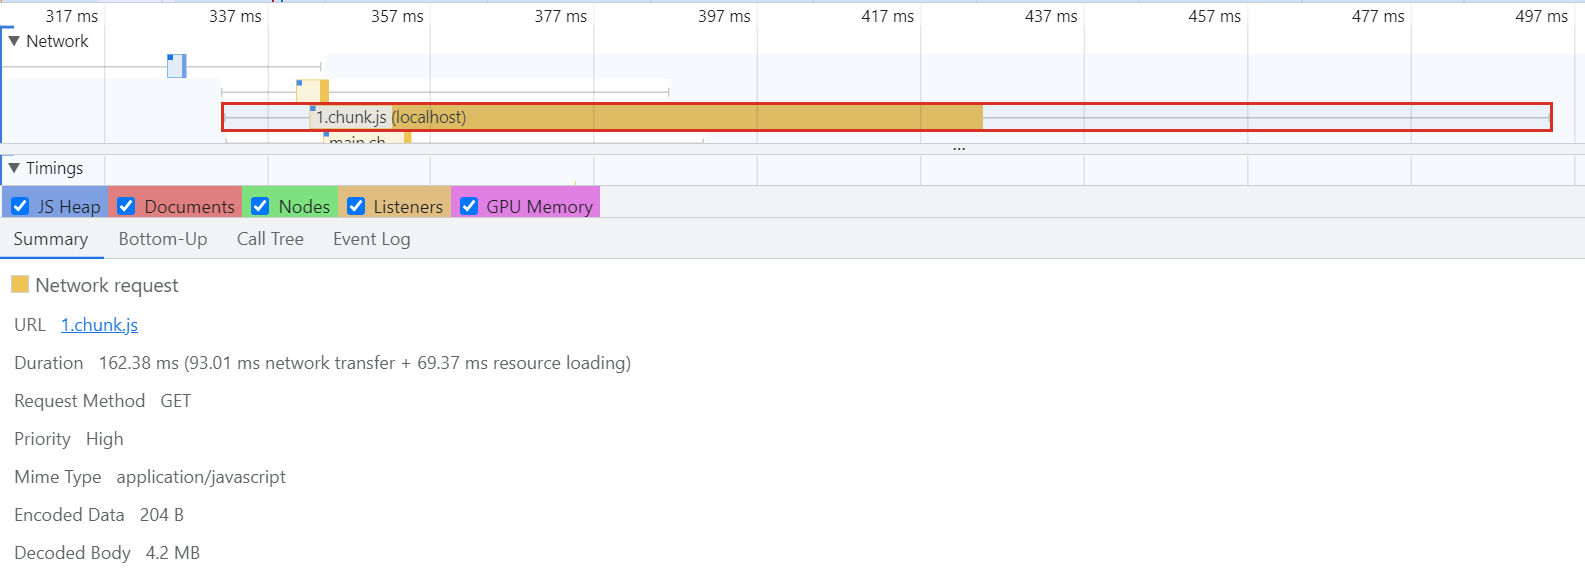 317 ms 337 ms 357 ms 377 ms 397 ms 417 ms 437 ms 457 ms 477 ms 497 ms
▼ Network
1.chunk.js (localhost)
main.ch
...
▼ Timings
JS Heap Documents Nodes Listeners GPU Memory
Summary Bottom-Up Call Tree Event Log
Network request
URL 1.chunk.js
Duration 162.38 ms (93.01 ms network transfer + 69.37 ms resource loading)
Request Method GET
Priority High
Mime Type application/javascript
Encoded Data 204 B
Decoded Body 4.2 MB